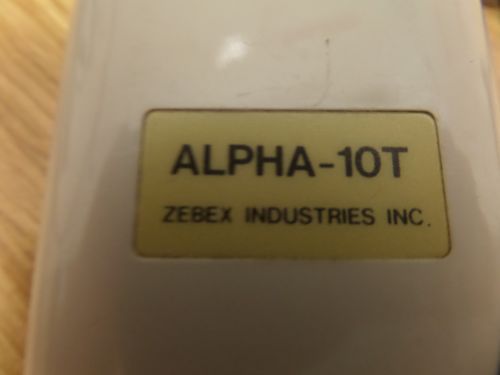 ALPHA-10T
ZEBEX INDUSTRIES INC.